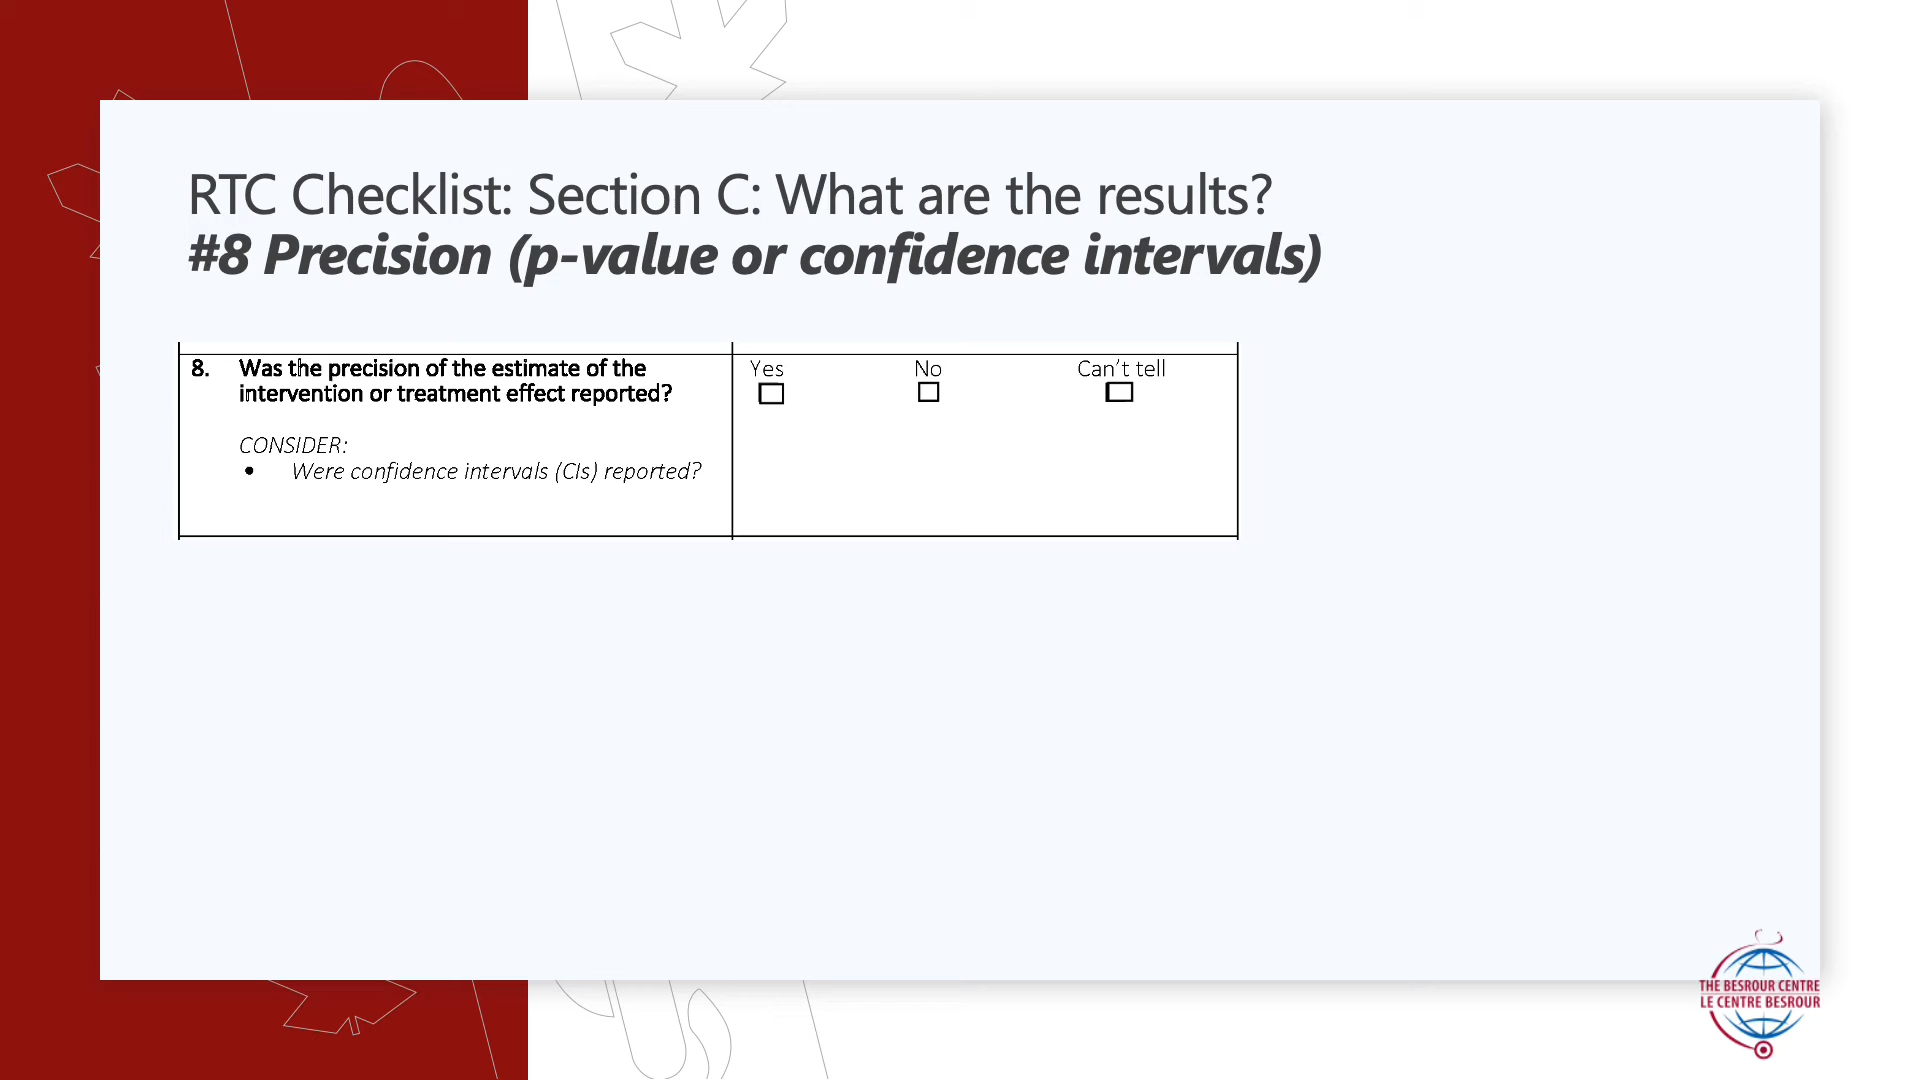 RTC Checklist: Section C: What are the results?
#8 Precision (p-value or confidence intervals)
8. Was the precision of the estimate of the
intervention or treatment effect reported?
Yes No Can't tell
CONSIDER:
• Were confidence intervals (CIs) reported?
THE BESROUR CENTRE
LE CENTRE BESROUR